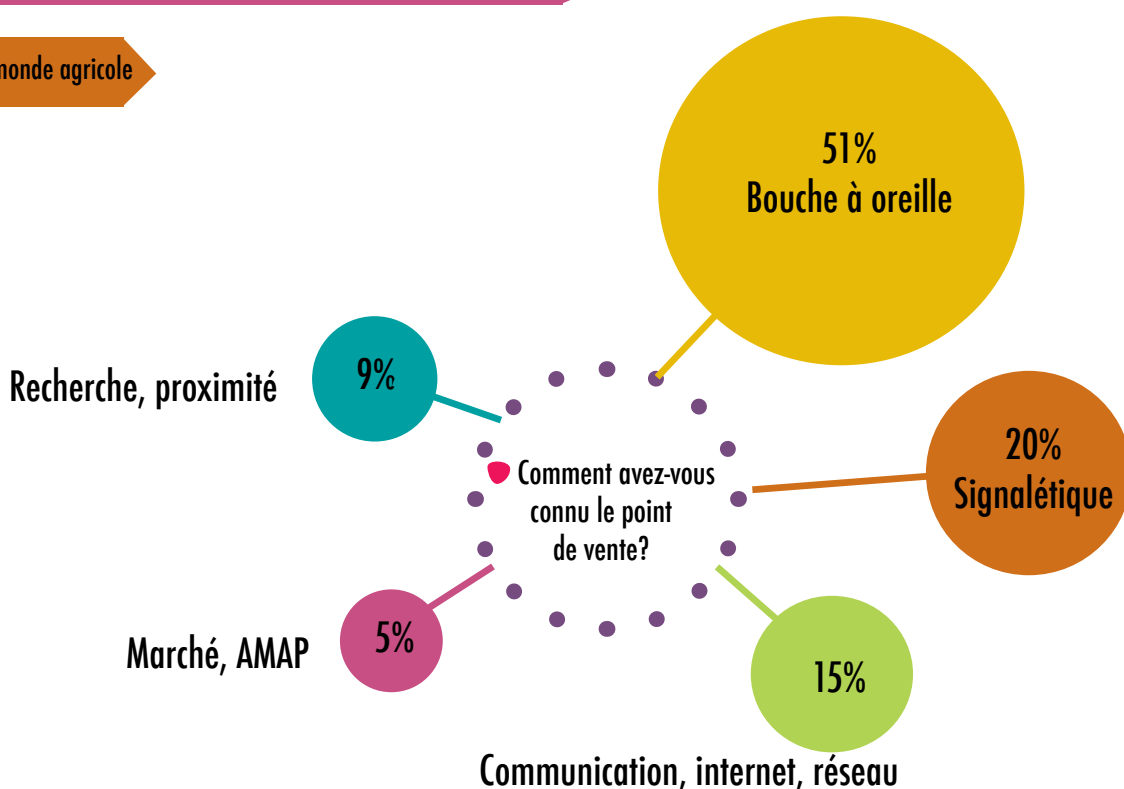 monde agricole
51%
Bouche à oreille
9%
Recherche, proximité
20%
Signalétique
Comment avez-vous
connu le point
de vente?
5%
Marché, AMAP
15%
Communication, internet, réseau